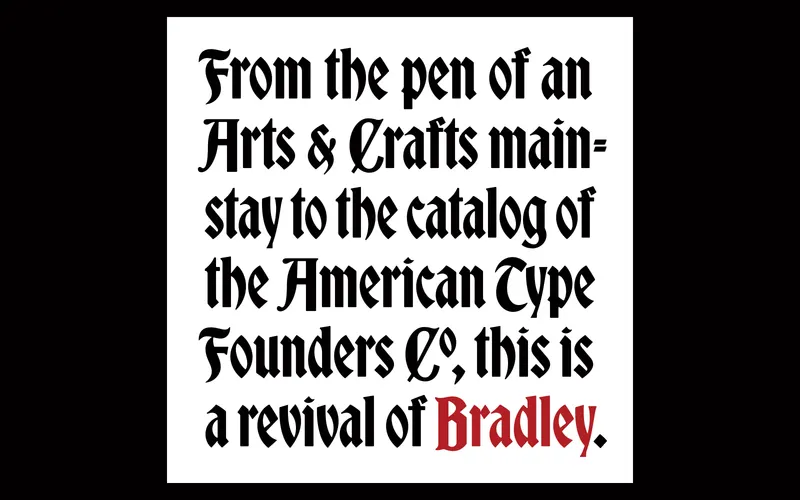 From the pen of an
Arts & Crafts main=
stay to the catalog of
the American Type
Founders Cº, this is
a revival of Bradley.